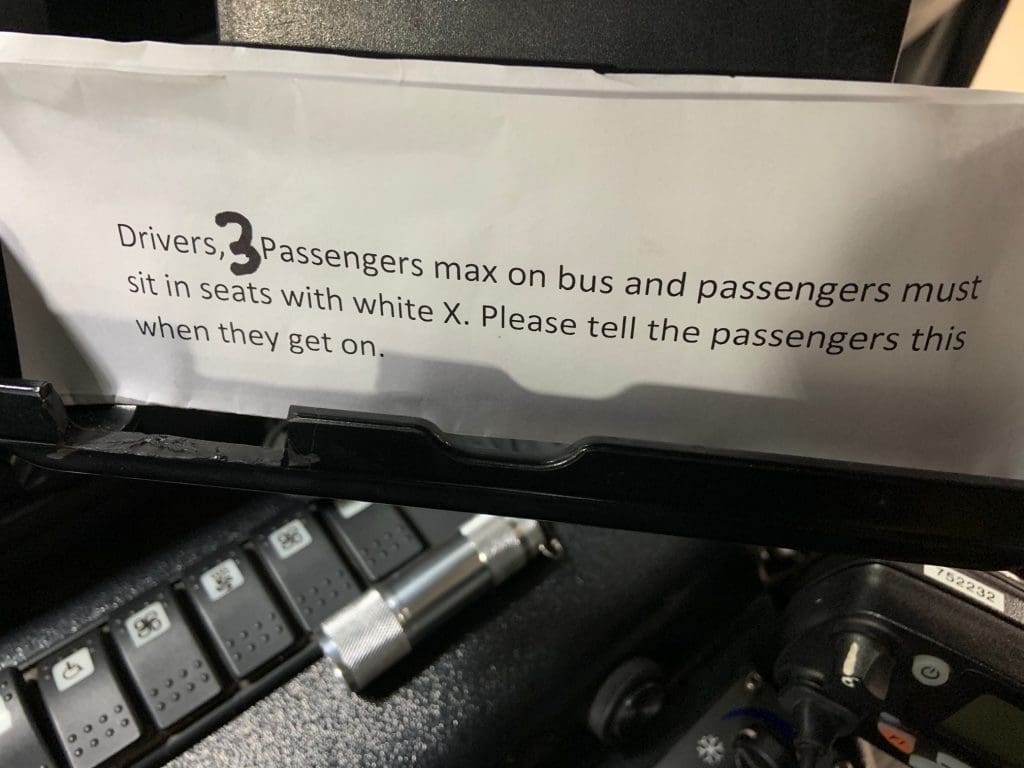 Drivers, 3 Passengers max on bus and passengers must
sit in seats with white X. Please tell the passengers this
when they get on.
752232
F1